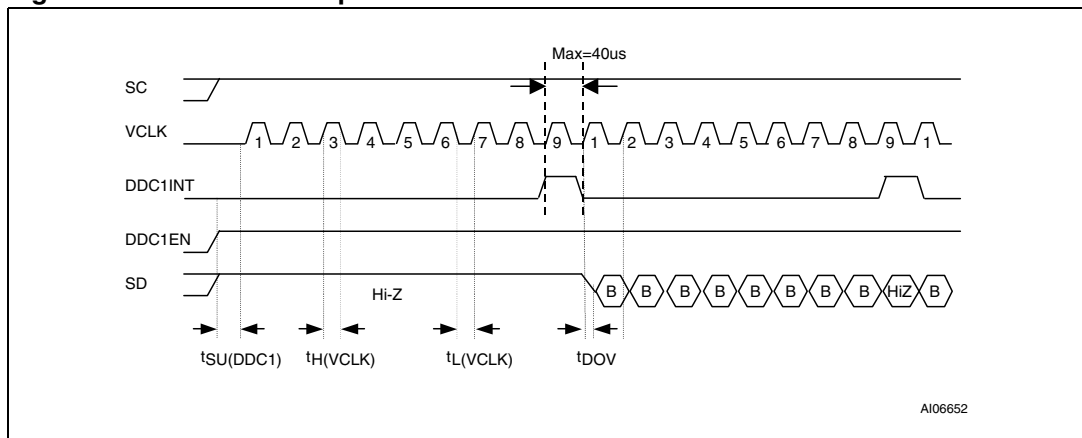 Max=40us
SC
VCLK
1 2 3 4 5 6 7 8 9 1 2 3 4 5 6 7 8 9 1
DDC1INT
DDC1EN
SD
Hi-Z
B B B B B B B B HiZ B
tSU(DDC1) tH(VCLK) tL(VCLK) tDOV
AI06652